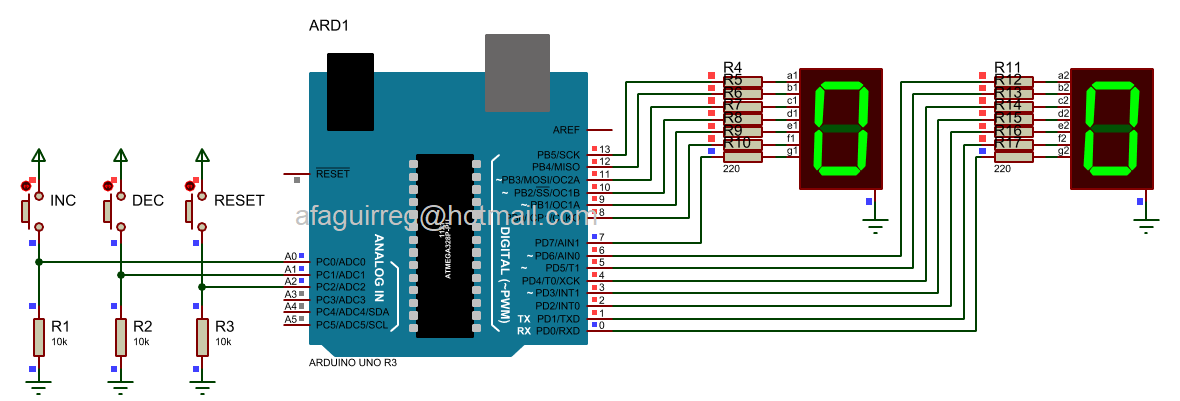 ARD1
ARDUINO UNO R3
INC
DEC
RESET
R1
10k
R2
10k
R3
10k
RESET
AREF
A0 PC0/ADC0
A1 PC1/ADC1
A2 PC2/ADC2
A3 PC3/ADC3
A4 PC4/ADC4/SDA
A5 PC5/ADC5/SCL
ANALOG IN
ATMEGA328P
DIGITAL (~PWM)
PB5/SCK 13
PB4/MISO 12
~PB3/MOSI/OC2A 11
~ PB2/SS/OC1B 10
~ PB1/OC1A 9
8
PD7/AIN1 7
~ PD6/AIN0 6
~ PD5/T1 5
PD4/T0/XCK 4
~ PD3/INT1 3
PD2/INT0 2
TX PD1/TXD 1
RX PD0/RXD 0
afaguirreg@hotmail.com
R4
R5
R6
R7
R8
R9
R10
220
a1
b1
c1
d1
e1
f1
g1
0
R11
R12
R13
R14
R15
R16
R17
220
a2
b2
c2
d2
e2
f2
g2
0